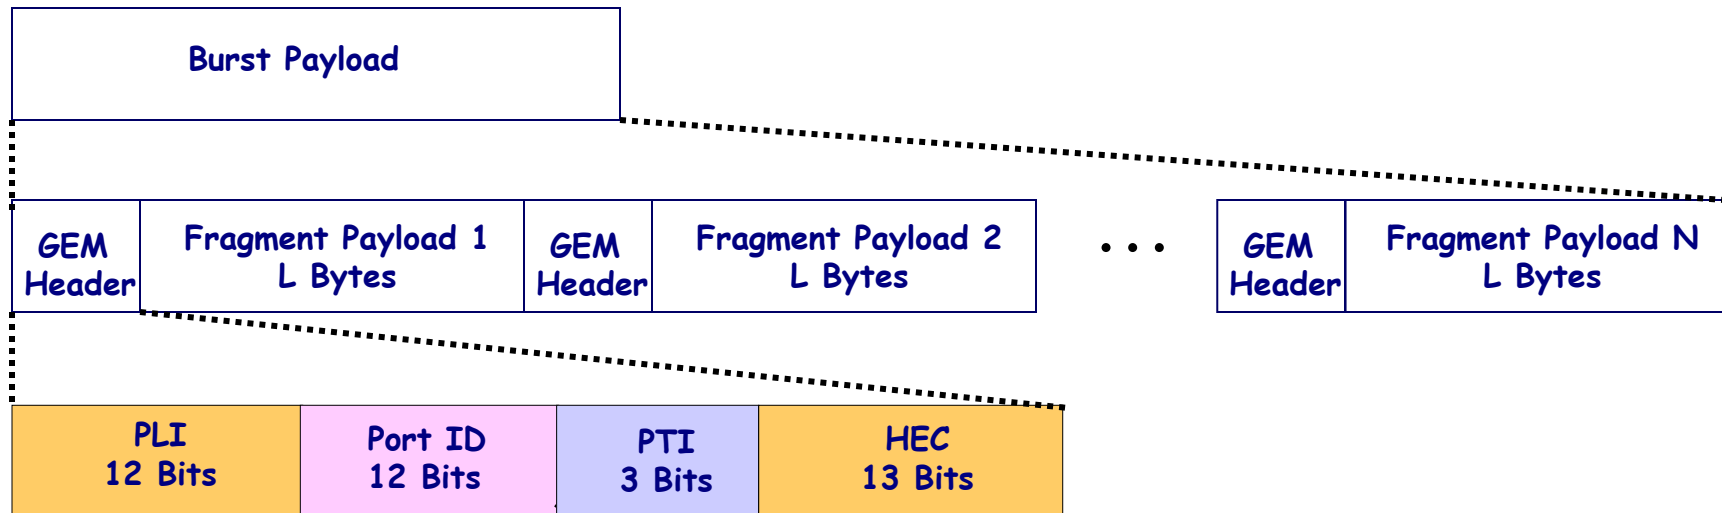 Burst Payload
GEM
Header
Fragment Payload 1
L Bytes
GEM
Header
Fragment Payload 2
L Bytes
...
GEM
Header
Fragment Payload N
L Bytes
PLI
12 Bits
Port ID
12 Bits
PTI
3 Bits
HEC
13 Bits